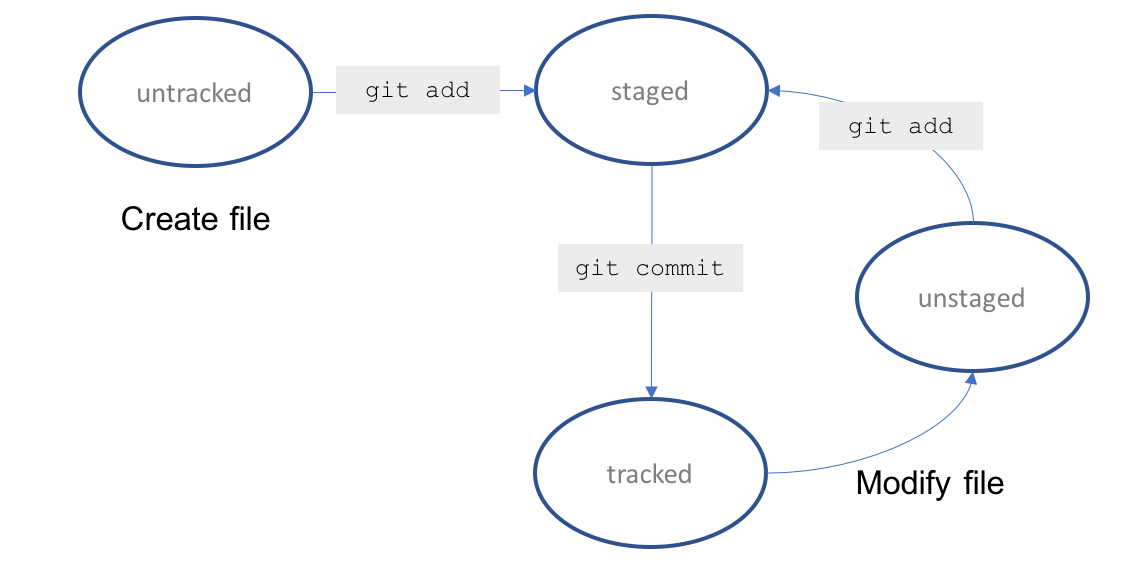 untracked
git add
staged
git add
Create file
git commit
unstaged
tracked
Modify file